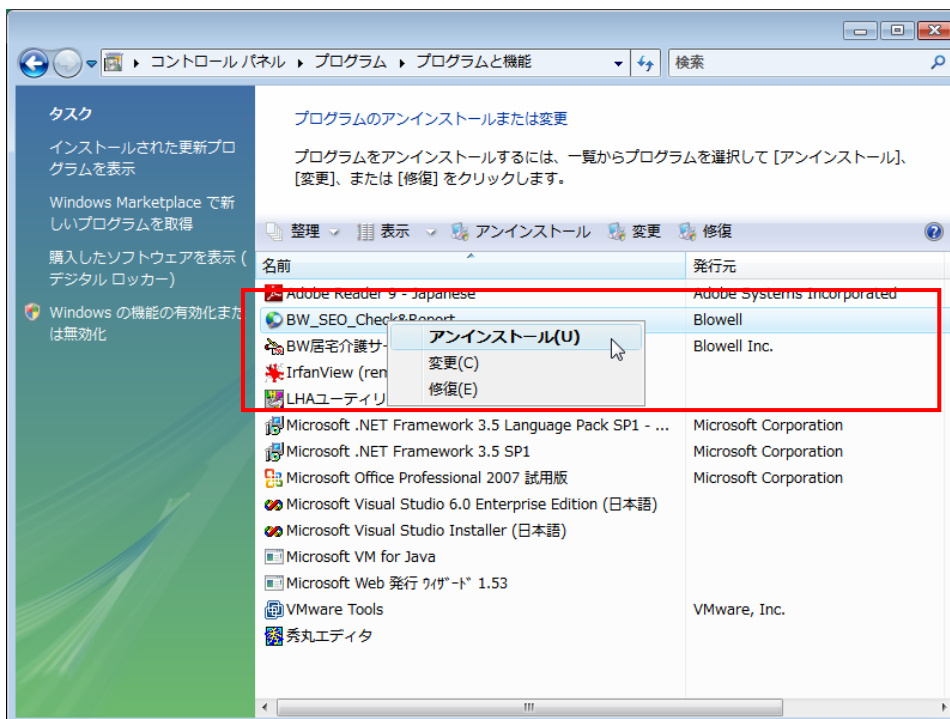 コントロール パネル ▸ プログラム ▸ プログラムと機能
検索
タスク
インストールされた更新プロ
グラムを表示
Windows Marketplace で新
しいプログラムを取得
購入したソフトウェアを表示 (
デジタル ロッカー)
Windows の機能の有効化また
は無効化
プログラムのアンインストールまたは変更
プログラムをアンインストールするには、一覧からプログラムを選択して [アンインストール]、
[変更]、または [修復] をクリックします。
整理 表示 アンインストール 変更 修復
名前 発行元
Adobe Reader 9 - Japanese Adobe Systems Incorporated
BW_SEO_Check&Report Blowell
BW居宅介護サー Blowell Inc.
IrfanView (rem
LHAユーティリ
アンインストール(U)
変更(C)
修復(E)
Microsoft .NET Framework 3.5 Language Pack SP1 - ... Microsoft Corporation
Microsoft .NET Framework 3.5 SP1 Microsoft Corporation
Microsoft Office Professional 2007 試用版 Microsoft Corporation
Microsoft Visual Studio 6.0 Enterprise Edition (日本語)
Microsoft Visual Studio Installer (日本語)
Microsoft VM for Java
Microsoft Web 発行 ｳｨｻﾞｰﾄﾞ 1.53
VMware Tools VMware, Inc.
秀丸エディタ